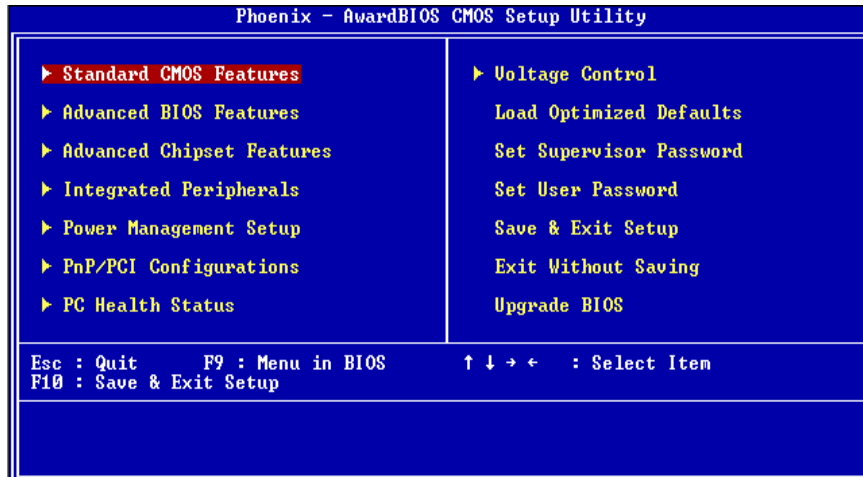 Phoenix - AwardBIOS CMOS Setup Utility
Standard CMOS Features
Advanced BIOS Features
Advanced Chipset Features
Integrated Peripherals
Power Management Setup
PnP/PCI Configurations
PC Health Status
Voltage Control
Load Optimized Defaults
Set Supervisor Password
Set User Password
Save & Exit Setup
Exit Without Saving
Upgrade BIOS
Esc : Quit F9 : Menu in BIOS ↑ ↓ → ← : Select Item
F10 : Save & Exit Setup